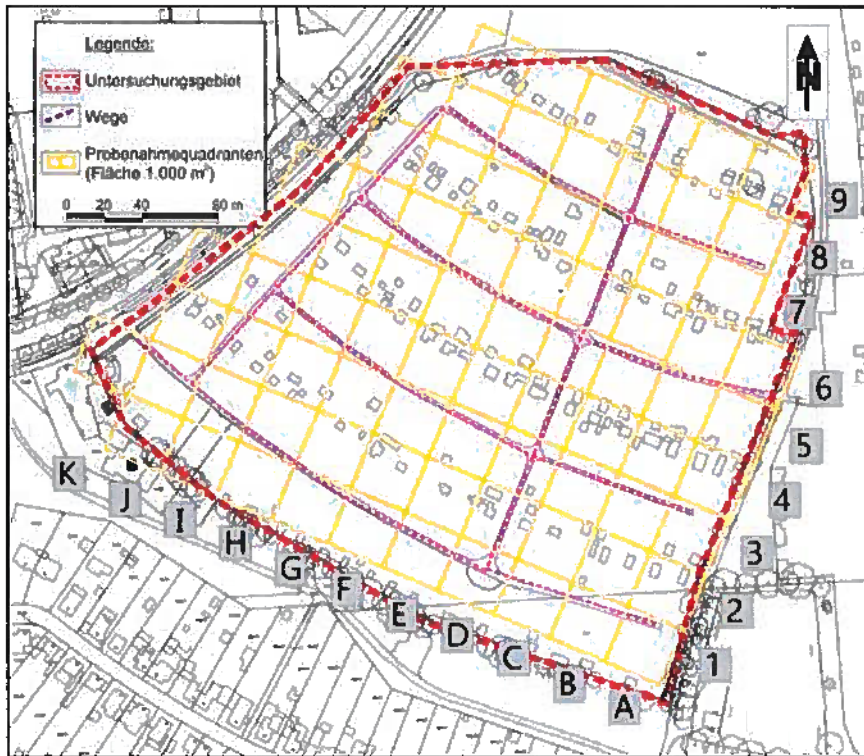 Legende:
Untersuchungsgebiet
Wege
Probenahmequadranten
(Fläche 1.000 m²)
0 20 40 80 m
N
9
8
7
6
5
4
3
2
1
K
J
I
H
G
F
E
D
C
B
A